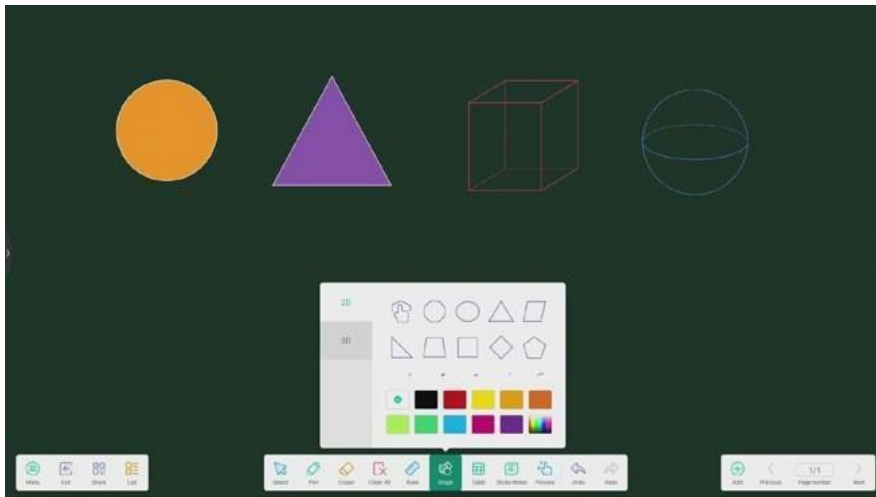 2D
3D
Menu Exit Share List Select Pen Eraser Clear All Ruler Shape Table Sticky Notes Preview Undo Redo Add Previous 1/1 Page number Next